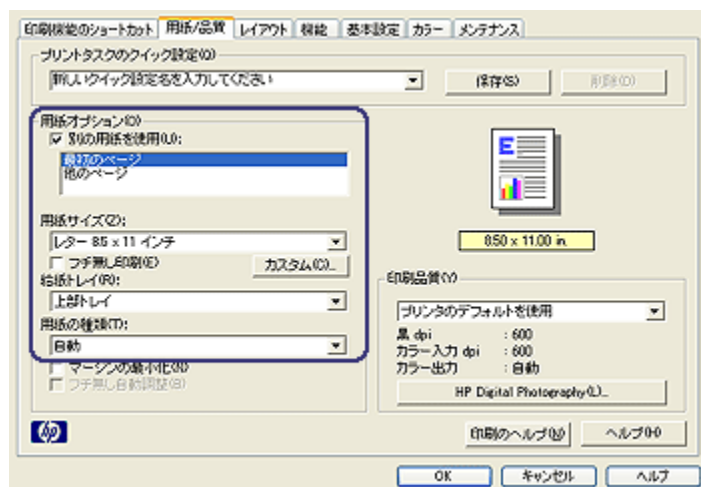 印刷機能のショートカット 用紙/品質 レイアウト 機能 基本設定 カラー メンテナンス
プリントタスクのクイック設定(Q)
新しいクイック設定名を入力してください
保存(S)
削除(D)
用紙オプション(O)
別の用紙を使用(U):
最初のページ
他のページ
用紙サイズ(Z):
レター 8.5 x 11 インチ
フチ無し印刷(E)
カスタム(C)...
給紙トレイ(R):
上部トレイ
用紙の種類(T):
自動
マージンの最小化(N)
フチ無し自動調整(B)
E
8.50 x 11.00 in.
印刷品質(Y)
プリンタのデフォルトを使用
黒 dpi : 600
カラー入力 dpi : 600
カラー出力 : 自動
HP Digital Photography(L)...
hp
印刷のヘルプ(W)
ヘルプ(H)
OK
キャンセル
ヘルプ